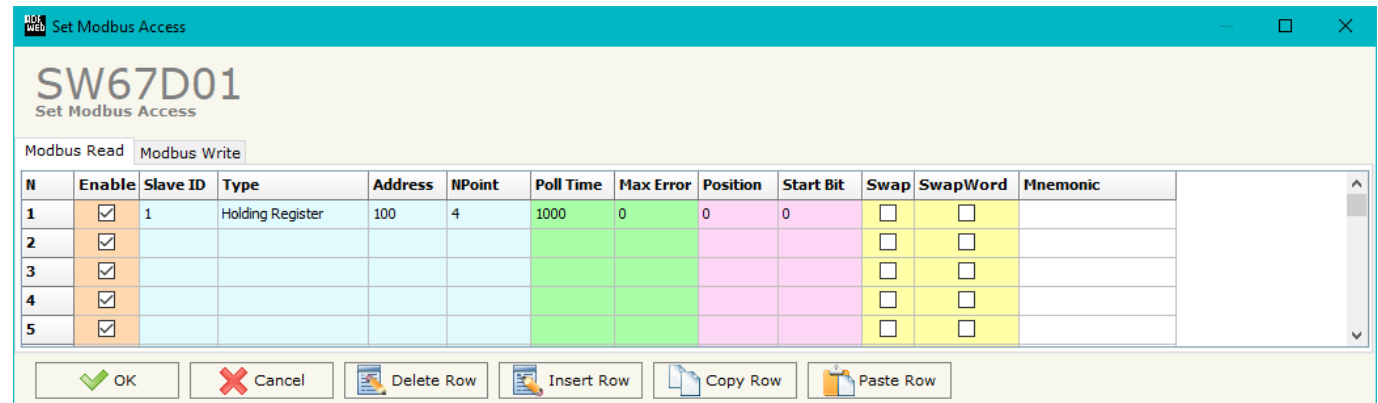 ADF WEB Set Modbus Access
SW67D01
Set Modbus Access
Modbus Read Modbus Write
N Enable Slave ID Type Address NPoint Poll Time Max Error Position Start Bit Swap SwapWord Mnemonic
1 1 Holding Register 100 4 1000 0 0 0
2
3
4
5
OK Cancel Delete Row Insert Row Copy Row Paste Row